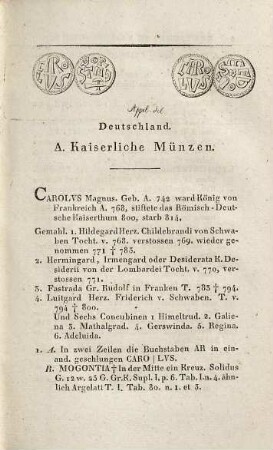 Appel del
Deutschland.
A. Kaiserliche Münzen.
CAROLVS Magnus. Geb. A. 742 ward König von
Frankreich A. 768, stiftete das Römisch-Deut-
sche Kaiserthum 800, starb 814.
Gemahl. 1. Hildegard Herz. Childebrandi von Schwa-
ben Tocht. v. 768. verstossen 769. wieder ge-
nommen 771 † 783.
2. Hermingard, Irmengard oder Desiderata K. De-
siderii von der Lombardei Tocht. v. 770, ver-
stossen 771.
3. Fastrada Gr. Rudolf in Franken T. 783 † 794.
4. Luitgard Herz. Friderich v. Schwaben. T. v.
794 † 800.
Und Sechs Concubinen 1 Himeltrud. 2. Galie-
na 3. Mathalgrad. 4. Gerswinda. 5. Regina.
6. Adeluida.
1. A. In zwei Zeilen die Buchstaben AR in ein-
and. geschlungen CARO | LVS.
R. MOGONTIA † In der Mitte ein Kreuz. Solidus
G. 12 w. 25 G. Gr. K. Supl. I. p. 6. Tab. I. n. 4. ähn-
lich Argelati T. I. Tab. 80. n. 1 et 3.